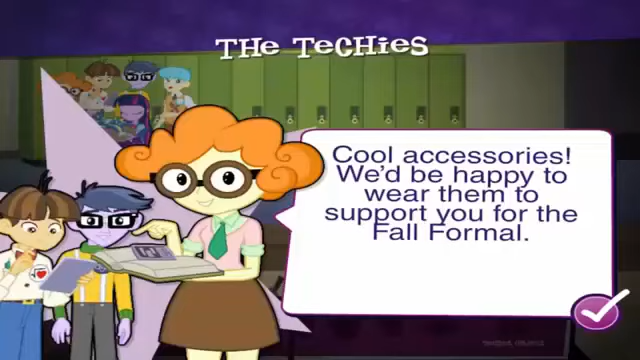 The Techies
Cool accessories!
We'd be happy to
wear them to
support you for the
Fall Formal.